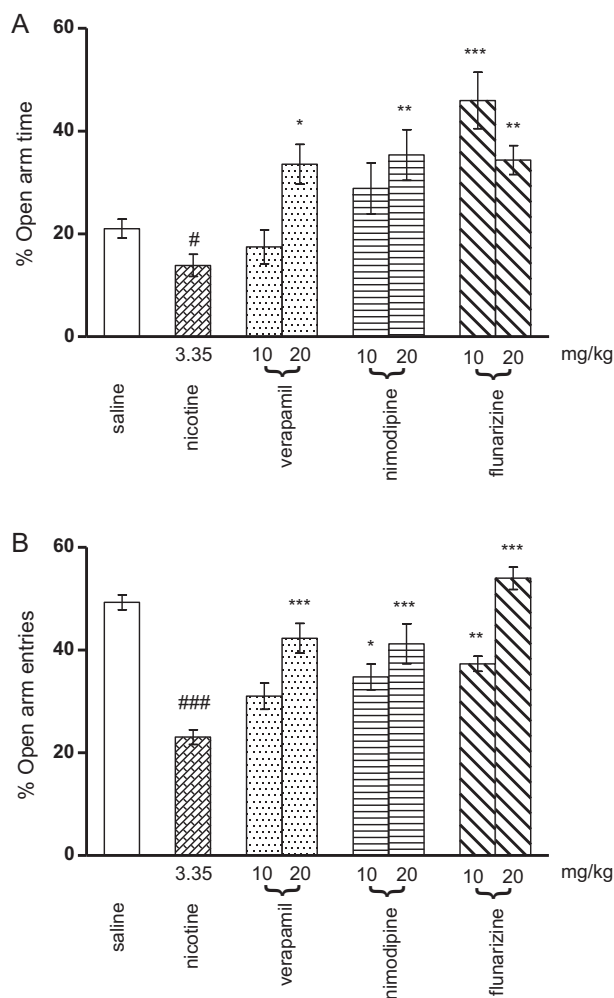 A
% Open arm time
60
***
*
**
**
40
#
20
0
3.35 10 20 10 20 10 20 mg/kg
saline
nicotine
verapamil
nimodipine
flunarizine
B
% Open arm entries
60
***
***
***
*
**
40
###
20
0
3.35 10 20 10 20 10 20 mg/kg
saline
nicotine
verapamil
nimodipine
flunarizine